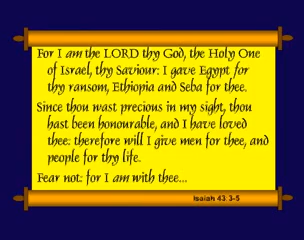 For I am the LORD thy God, the Holy One
of Israel, thy Saviour: I gave Egypt for
thy ransom, Ethiopia and Seba for thee.
Since thou wast precious in my sight, thou
hast been honourable, and I have loved
thee: therefore will I give men for thee, and
people for thy life.
Fear not: for I am with thee...
Isaiah 43:3-5